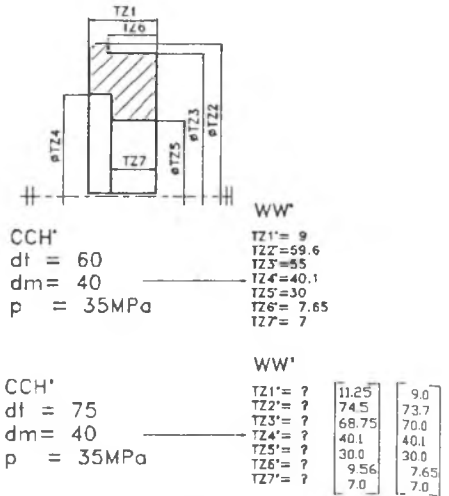 TZ1
TZ6
øTZ4
TZ7
øTZ5
øTZ3
øTZ2
WW'
CCH'
dt = 60
dm= 40
p = 35MPa
TZ1'= 9
TZ2'=59.6
TZ3'=55
TZ4'=40.1
TZ5'=30
TZ6'= 7.65
TZ7'= 7
WW'
CCH'
dt = 75
dm= 40
p = 35MPa
TZ1'= ? 11.25 9.0
TZ2'= ? 74.5 73.7
TZ3'= ? 68.75 70.0
TZ4'= ? 40.1 40.1
TZ5'= ? 30.0 30.0
TZ6'= ? 9.56 7.65
TZ7'= ? 7.0 7.0